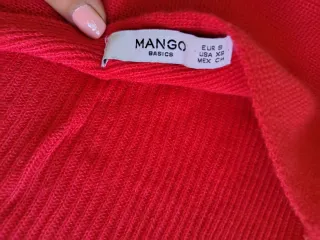 MANGO
BASICS
EUR S
USA XS
MEX CH